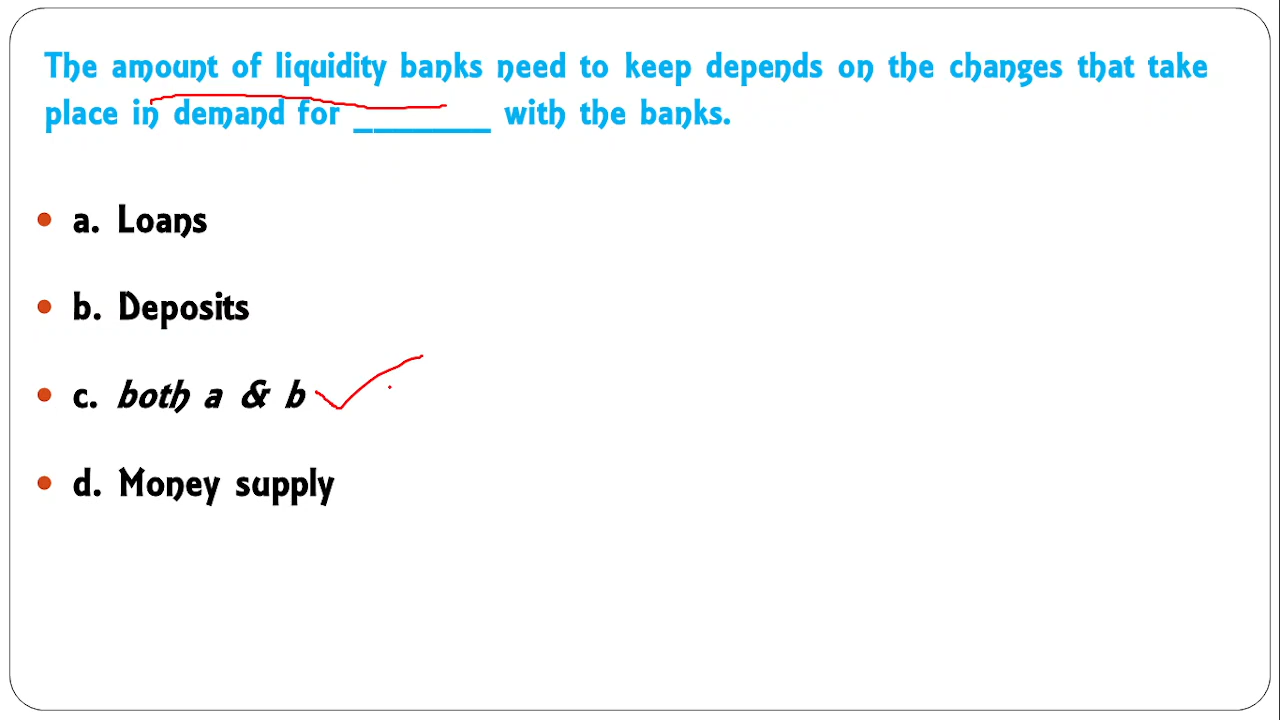 The amount of liquidity banks need to keep depends on the changes that take
place in demand for ________ with the banks.
• a. Loans
• b. Deposits
• c. both a & b
• d. Money supply